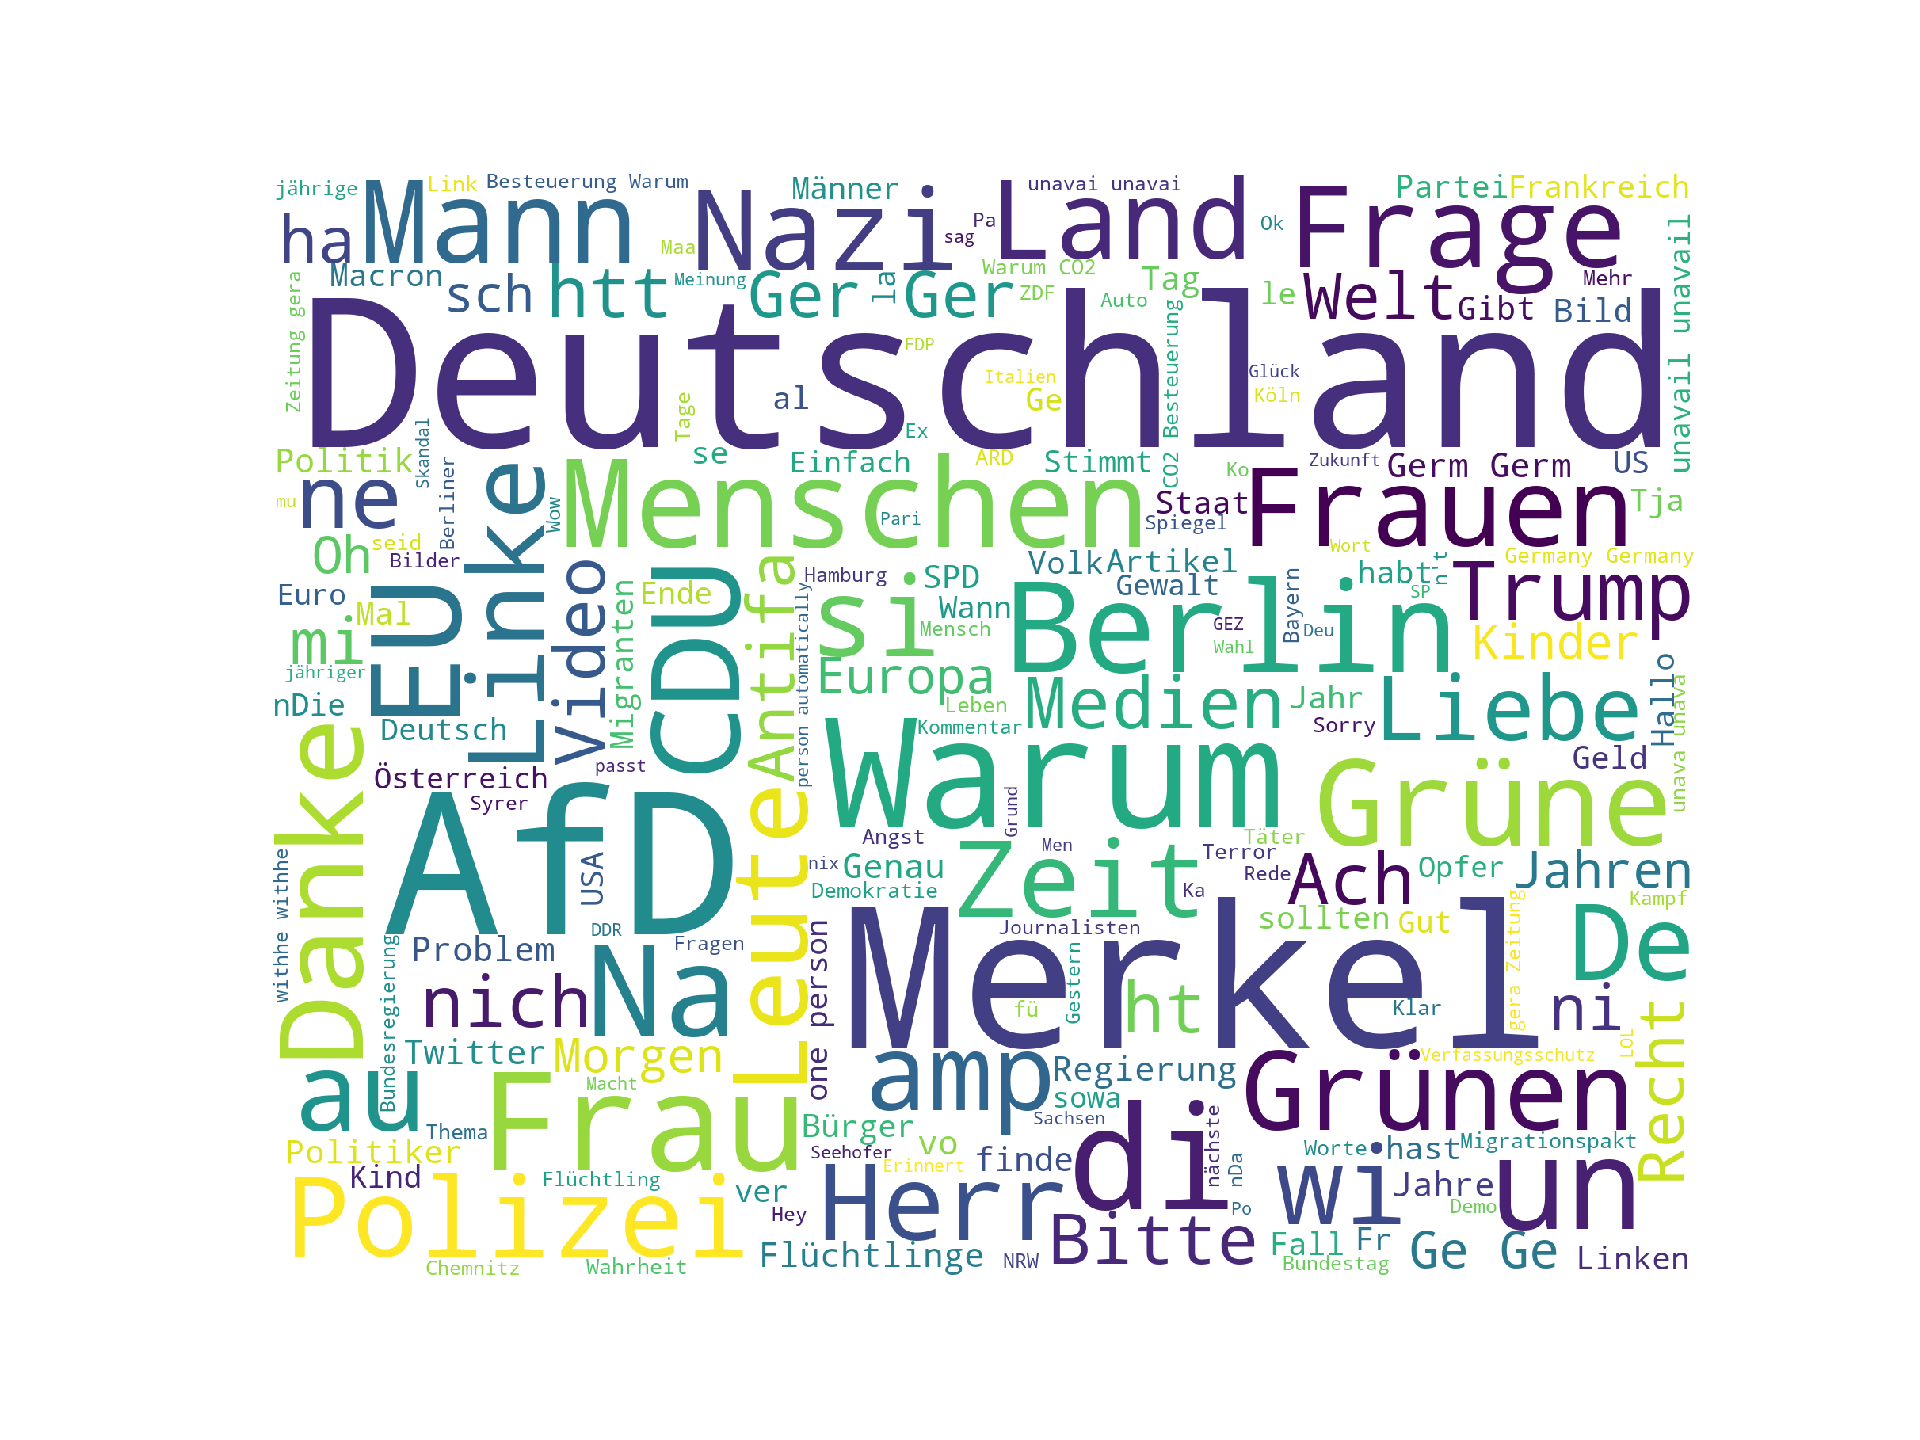 jährige
Link
Besteuerung Warum
Männer
unavai unavai
Partei
Frankreich
ha
Mann
Nazi
Land
Frage
Maa
sag
Pa
Ok
Macron
sch
htt
Meinung
Ger
la
Ger
Warum CO2
ZDF
Auto
Tag
le
Welt
Gibt
Mehr
Bild
unavail unavail
Zeitung gera
Deutschland
FDP
Italien
Ge
Glück
Köln
al
Tage
Ex
CO2 Besteuerung
Politik
Skandal
se
Einfach
ARD
Stimmt
Ko
Zukunft
Germ Germ
US
mu
ne
Berliner
Linke
Wow
Menschen
Pari
Staat
Spiegel
Frauen
Tja
Oh
seid
Bilder
Hamburg
SPD
Volk
Artikel
Wort
Germany Germany
Euro
Mal
EU
Video
Migranten
Ende
CDU
Antifa
person automatically
si
Wann
Mensch
Gewalt
Berlin
GEZ
Wahl
Bayern
Deu
habt
SP
nit
Trump
Kinder
mi
jähriger
nDie
Deutsch
Europa
Leben
Kommentar
Medien
Jahr
Sorry
Liebe
Hallo
unava unava
Geld
Danke
Österreich
Syrer
passt
AfD
USA
DDR
Leute
Warum
Grüne
Angst
nix
Genau
Demokratie
Grund
Men
Zeit
Ka
Terror
Rede
Täter
Ach
Opfer
Jahren
Kampf
withhe withhe
Bundesregierung
Problem
Fragen
nich
Na
one person
Merkel
Journalisten
fü
Gestern
ht
sollten
Gut
Klar
gera Zeitung
De
ni
Recht
LOL
Verfassungsschutz
Twitter
Morgen
au
Thema
Macht
Frau
amp
Regierung
sowa
Sachsen
Grünen
Politiker
Kind
Flüchtling
Bürger
Seehofer
vo
Erinnert
finde
di
nächste
nDa
Worte
hast
Migrationspakt
Polizei
ver
Hey
Herr
Bitte
Po
wi
Jahre
Demo
un
Chemnitz
Wahrheit
Flüchtlinge
NRW
Fall
Fr
Bundestag
Ge Ge
Linken